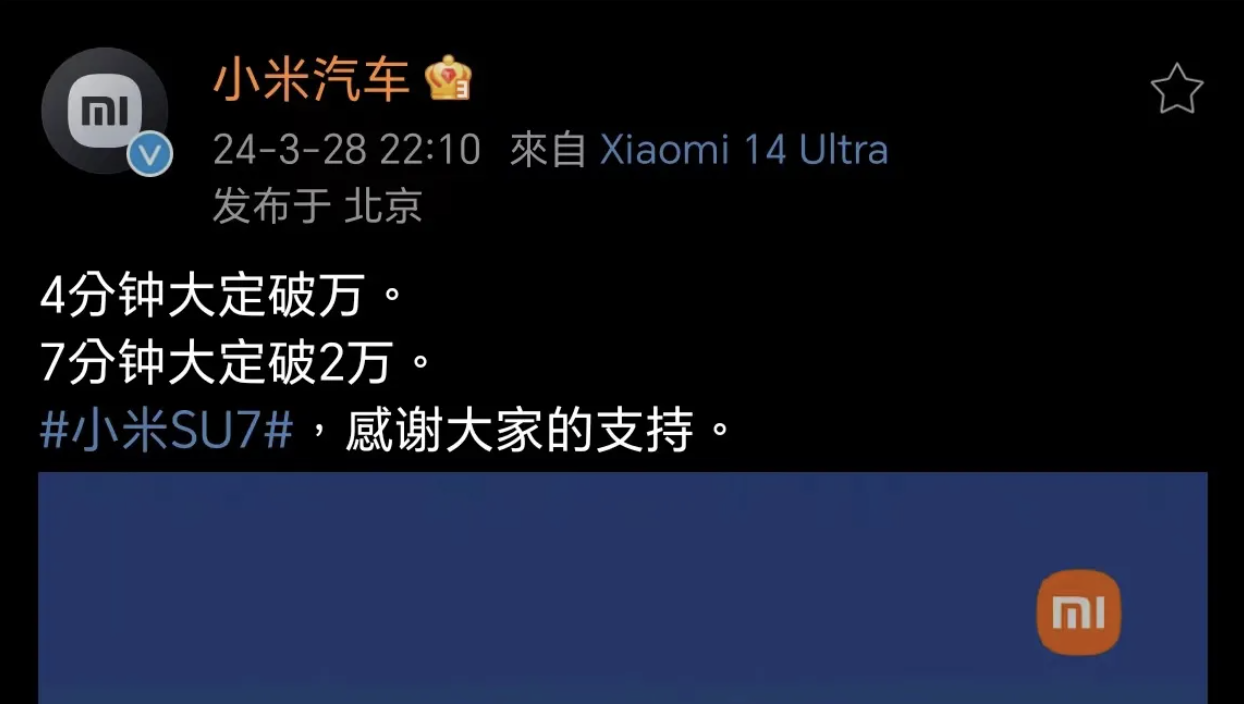 小米汽车
24-3-28 22:10 來自 Xiaomi 14 Ultra
发布于 北京
4分钟大定破万。
7分钟大定破2万。
#小米SU7#，感谢大家的支持。